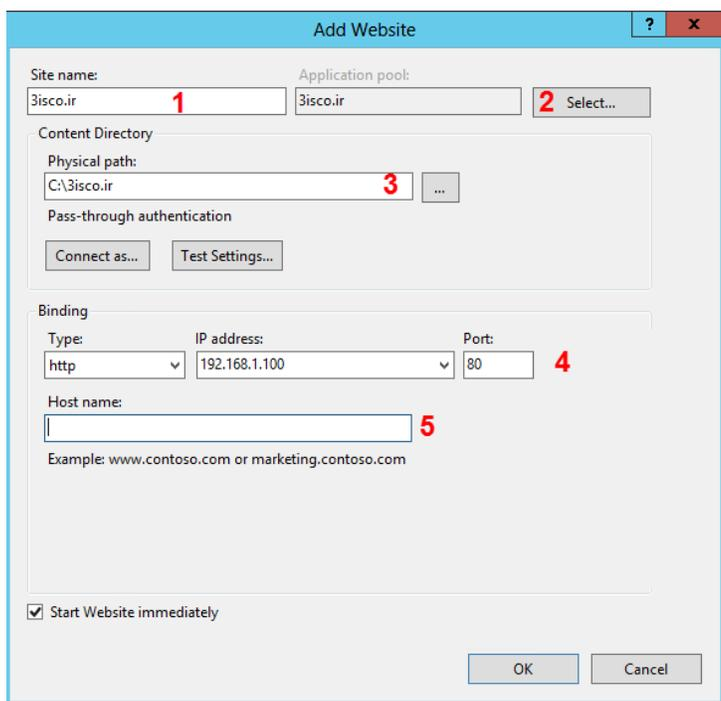 Add Website
? x
Site name: Application pool:
3isco.ir 1 3isco.ir 2 Select...
Content Directory
Physical path:
C:\3isco.ir 3 ...
Pass-through authentication
Connect as... Test Settings...
Binding
Type: IP address: Port:
http 192.168.1.100 80 4
Host name:
5
Example: www.contoso.com or marketing.contoso.com
Start Website immediately
OK Cancel